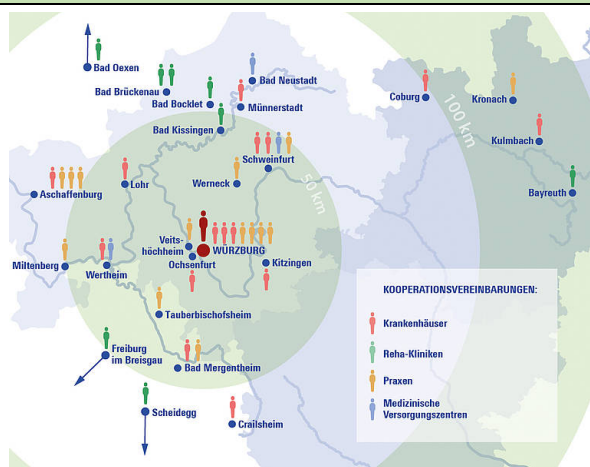 Bad Oexen
Bad Neustadt
Bad Brückenau
Coburg
Kronach
Bad Bocklet
Münnerstadt
100 km
Bad Kissingen
Kulmbach
Schweinfurt
Lohr
Werneck
50 km
Aschaffenburg
Bayreuth
Veits-
höchheim
WÜRZBURG
Ochsenfurt
Kitzingen
Miltenberg
Wertheim
KOOPERATIONSVEREINBARUNGEN:
Tauberbischofsheim
Krankenhäuser
Freiburg
im Breisgau
Reha-Kliniken
Bad Mergentheim
Praxen
Scheidegg
Medizinische
Versorgungszentren
Crailsheim